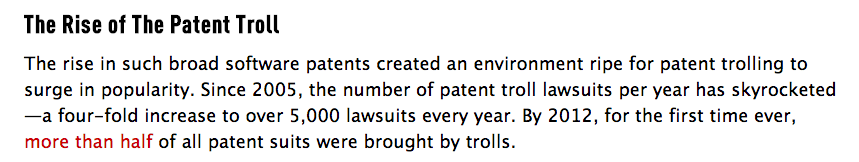 The Rise of The Patent Troll
The rise in such broad software patents created an environment ripe for patent trolling to
surge in popularity. Since 2005, the number of patent troll lawsuits per year has skyrocketed
—a four-fold increase to over 5,000 lawsuits every year. By 2012, for the first time ever,
more than half of all patent suits were brought by trolls.